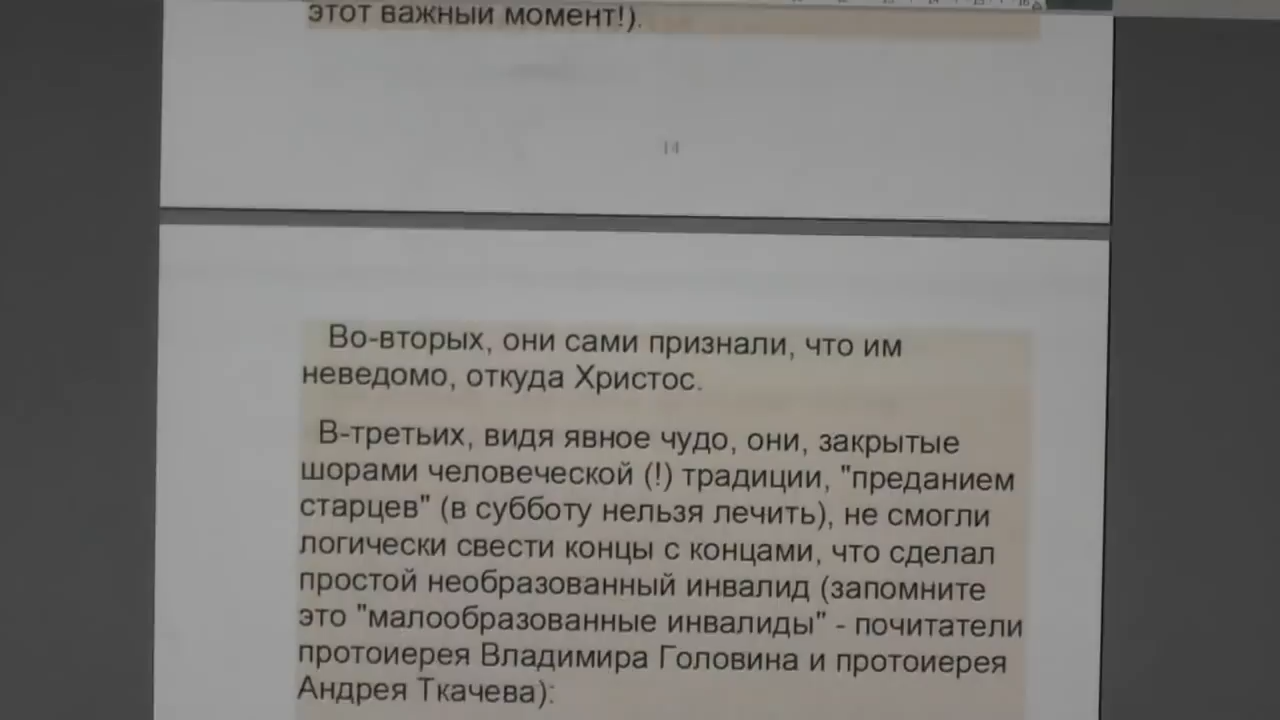 этот важный момент!).
14
Во-вторых, они сами признали, что им
неведомо, откуда Христос.
В-третьих, видя явное чудо, они, закрытые
шорами человеческой (!) традиции, "преданием
старцев" (в субботу нельзя лечить), не смогли
логически свести концы с концами, что сделал
простой необразованный инвалид (запомните
это "малообразованные инвалиды" - почитатели
протоиерея Владимира Головина и протоиерея
Андрея Ткачева):